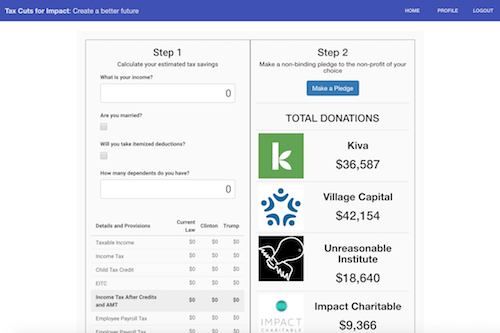 Tax Cuts for Impact: Create a better future
HOME PROFILE LOGOUT
Step 1
Calculate your estimated tax savings
What is your income?
0
Are you married?
Will you take itemized deductions?
How many dependents do you have?
0
Details and Provisions Current Law Clinton Trump
Taxable Income $0 $0 $0
Income Tax $0 $0 $0
Child Tax Credit $0 $0 $0
EITC $0 $0 $0
Income Tax After Credits and AMT $0 $0 $0
Employee Payroll Tax $0 $0 $0
Employer Payroll Tax $0 $0 $0
Step 2
Make a non-binding pledge to the non-profit of your
choice
Make a Pledge
TOTAL DONATIONS
k
Kiva
$36,587
Village Capital
$42,154
Unreasonable
Institute
$18,640
IMPACT
CHARITABLE
Impact Charitable
$9,366